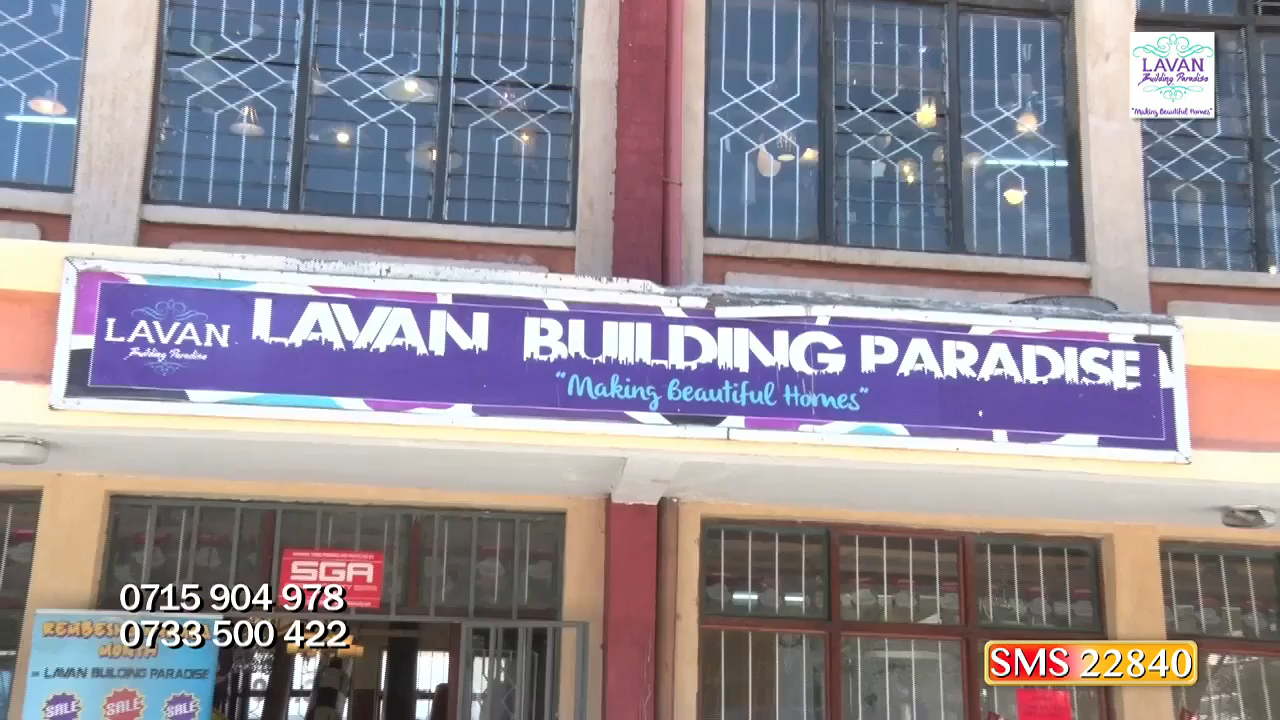 LAVAN
Building Paradise
"Making Beautiful Homes"
LAVAN
Building Paradise
LAVAN BUILDING PARADISE
"Making Beautiful Homes"
SGA
0715 904 978
0733 500 422
MONTH
LAVAN BUILDING PARADISE
SALE SALE SALE
SMS 22840